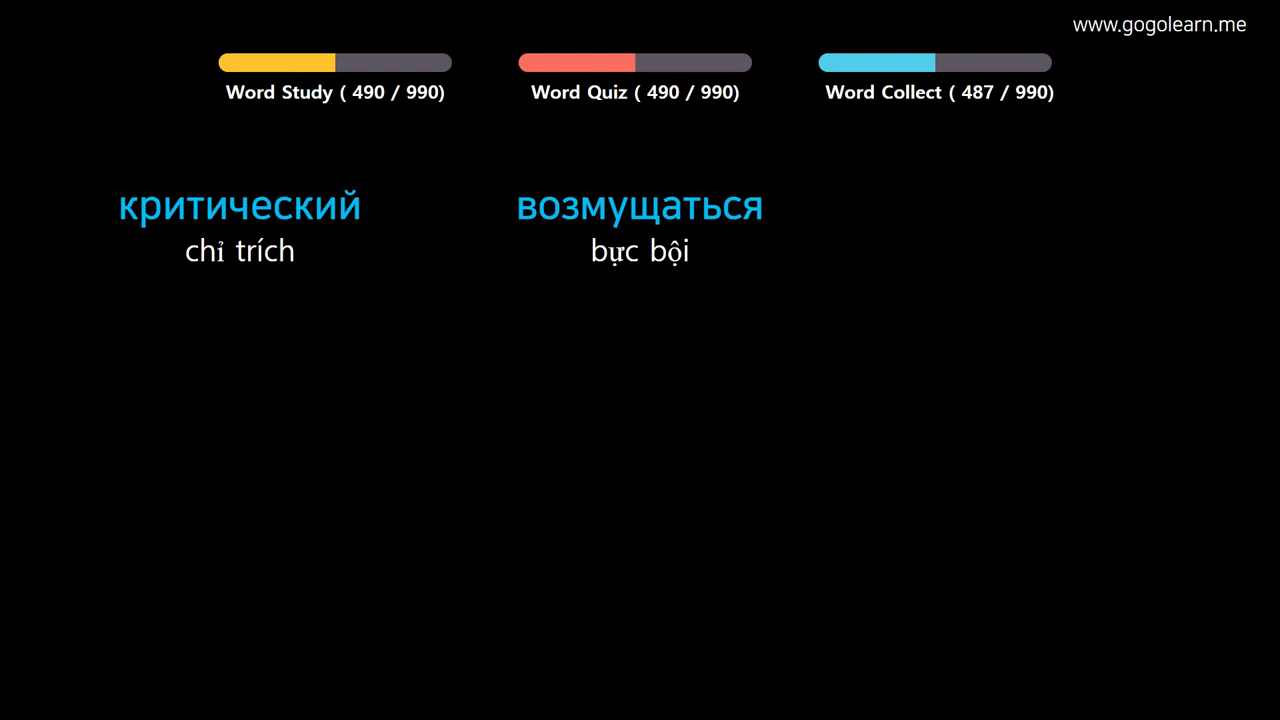 www.gogolearn.me
Word Study ( 490 / 990)
Word Quiz ( 490 / 990)
Word Collect ( 487 / 990)
критический
возмущаться
chỉ trích
bực bội